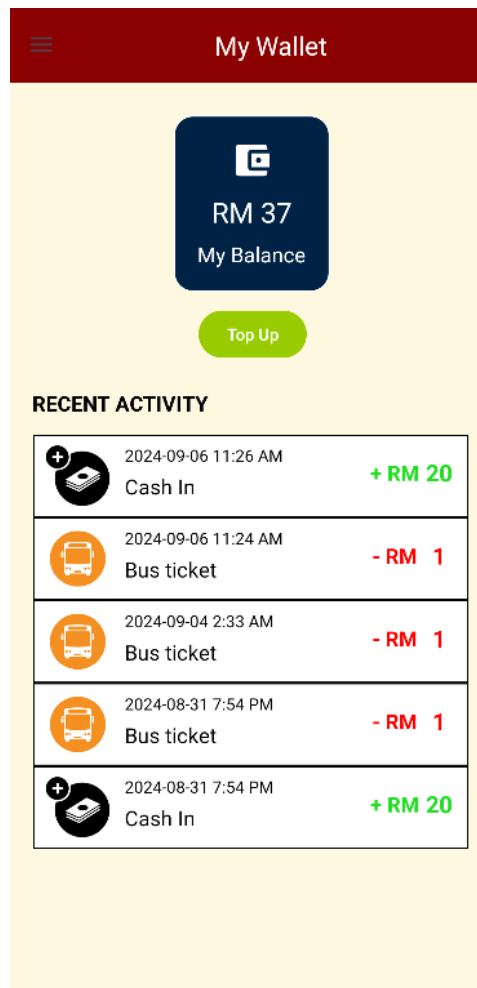 My Wallet
RM 37
My Balance
Top Up
RECENT ACTIVITY
2024-09-06 11:26 AM
Cash In
+ RM 20
2024-09-06 11:24 AM
Bus ticket
- RM 1
2024-09-04 2:33 AM
Bus ticket
- RM 1
2024-08-31 7:54 PM
Bus ticket
- RM 1
2024-08-31 7:54 PM
Cash In
+ RM 20